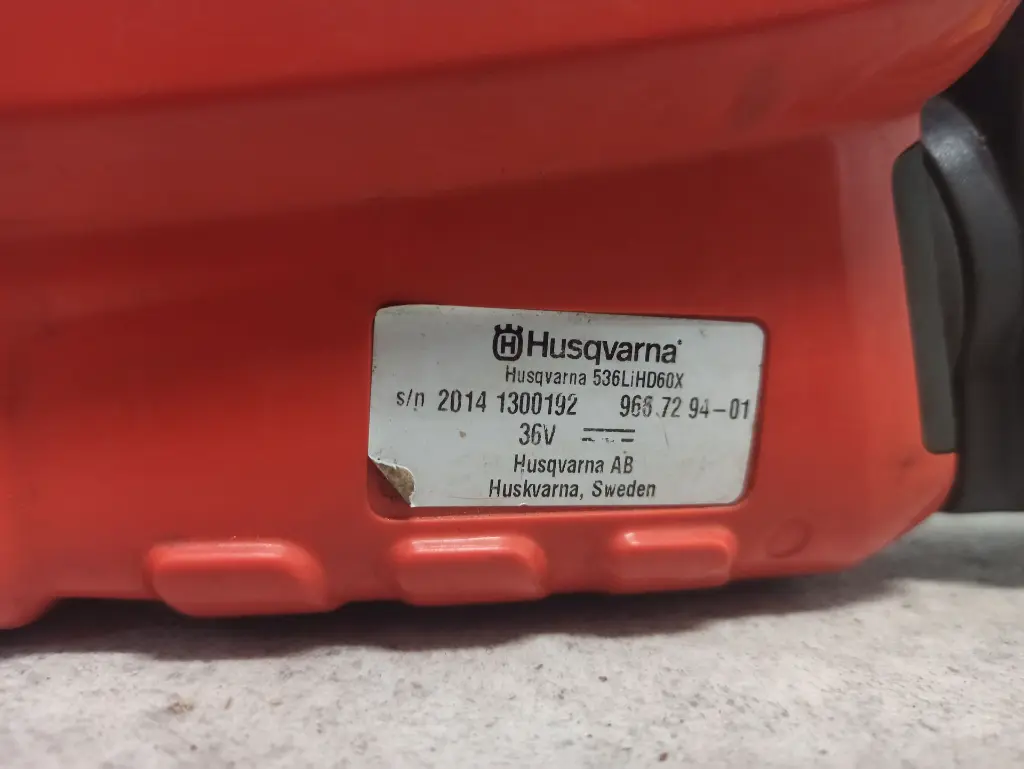 Husqvarna
Husqvarna 536LiHD60X
s/n 2014 1300192 966 72 94-01
36V
Husqvarna AB
Huskvarna, Sweden